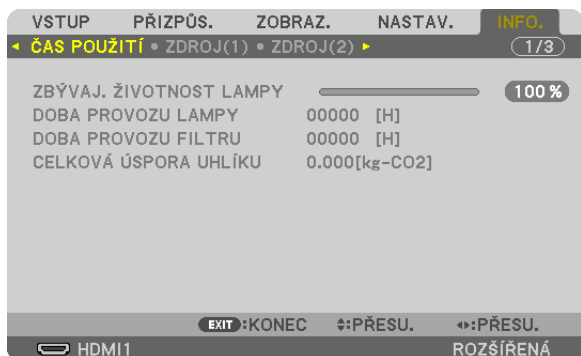 VSTUP PŘIZPŮS. ZOBRAZ. NASTAV. INFO.
ČAS POUŽITÍ • ZDROJ(1) • ZDROJ(2) 1/3
ZBÝVAJ. ŽIVOTNOST LAMPY 100 %
DOBA PROVOZU LAMPY 00000 [H]
DOBA PROVOZU FILTRU 00000 [H]
CELKOVÁ ÚSPORA UHLÍKU 0.000[kg-CO2]
EXIT :KONEC :PŘESU. :PŘESU.
HDMI1 ROZŠÍŘENÁ